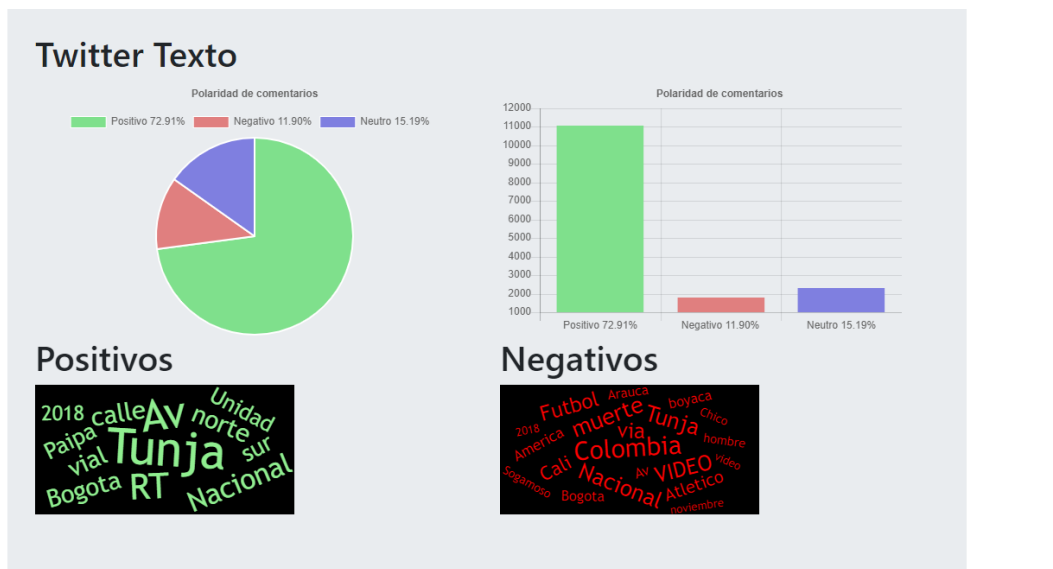 Twitter Texto
Polaridad de comentarios
Positivo 72.91% Negativo 11.90% Neutro 15.19%
Polaridad de comentarios
12000
11000
10000
9000
8000
7000
6000
5000
4000
3000
2000
1000
Positivo 72.91% Negativo 11.90% Neutro 15.19%
Positivos
2018
calle
Av
norte
Unidad
Paipa
vial
Tunja
sur
Bogota
RT
Nacional
Negativos
Futbol
Arauca
boyaca
2018
muerte
Tunja
Chico
America
via
hombre
Colombia
Sogamoso
Cali
Nacional
Av
VIDEO
video
Bogota
Atletico
noviembre